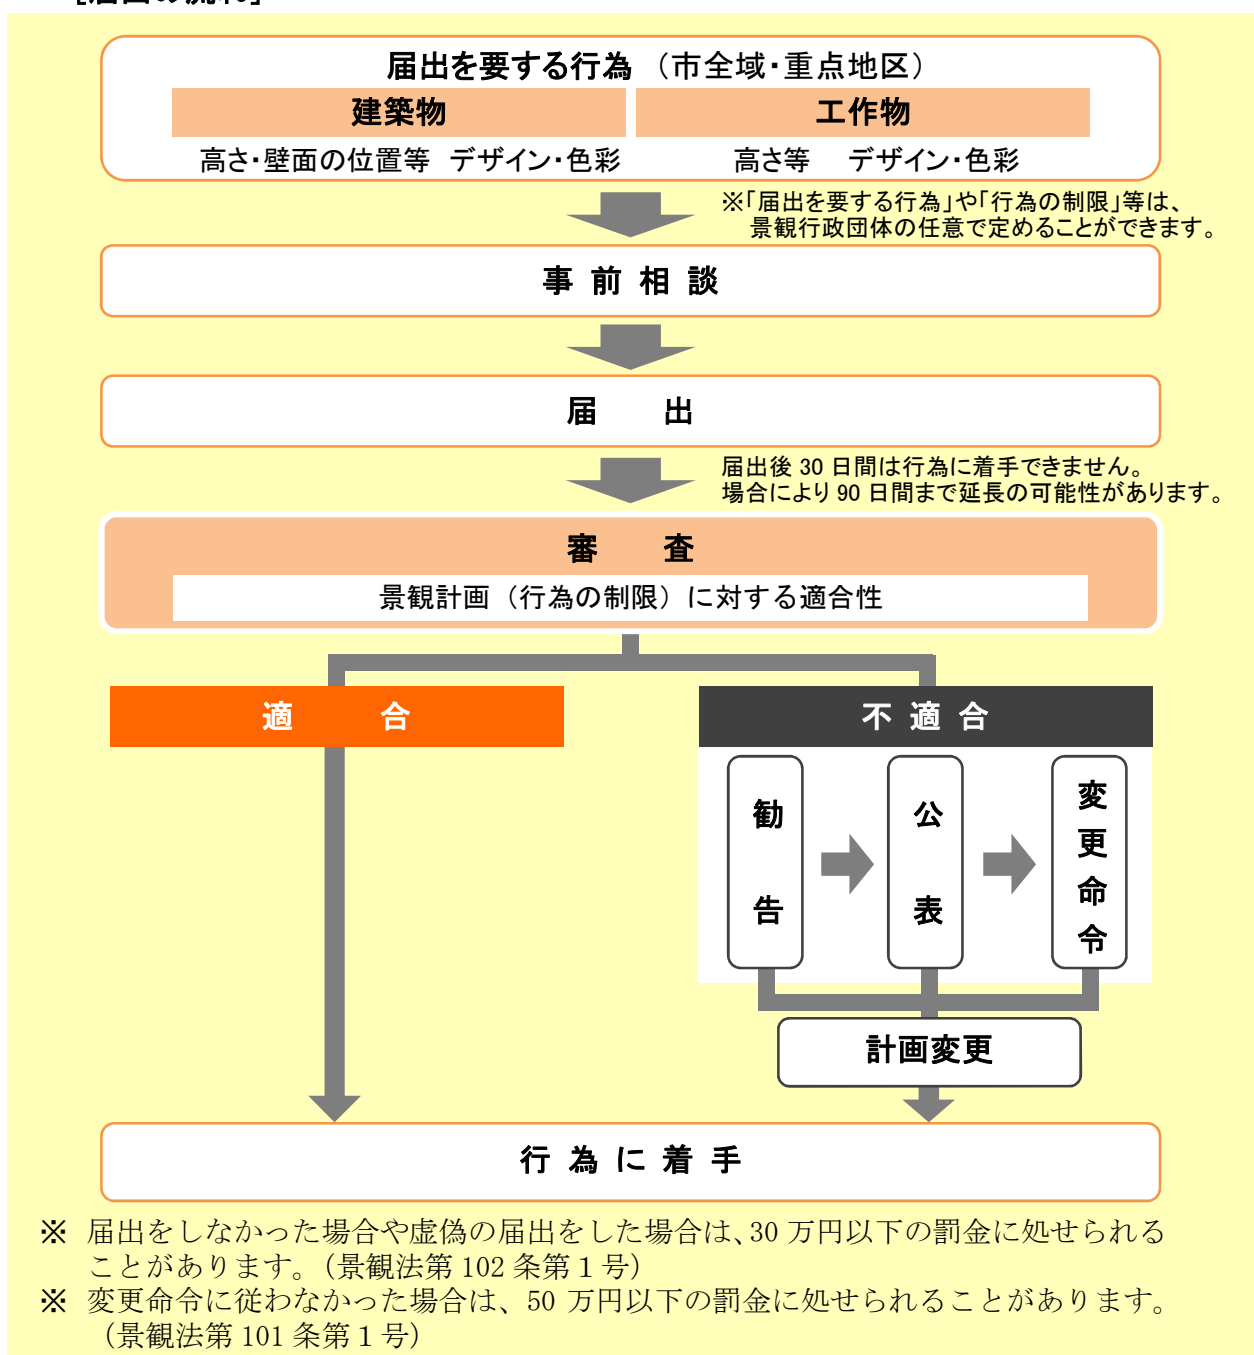 [届出の流れ]
届出を要する行為 （市全域・重点地区）
建築物 工作物
高さ・壁面の位置等 デザイン・色彩 高さ等 デザイン・色彩
※「届出を要する行為」や「行為の制限」等は、
景観行政団体の任意で定めることができます。
事前相談
届 出
届出後 30 日間は行為に着手できません。
場合により 90 日間まで延長の可能性があります。
審 査
景観計画（行為の制限）に対する適合性
適 合
不適合
勧告
公表
変更命令
計画変更
行為に着手
※ 届出をしなかった場合や虚偽の届出をした場合は、30 万円以下の罰金に処せられる
ことがあります。（景観法第 102 条第１号）
※ 変更命令に従わなかった場合は、50 万円以下の罰金に処せられることがあります。
（景観法第 101 条第１号）